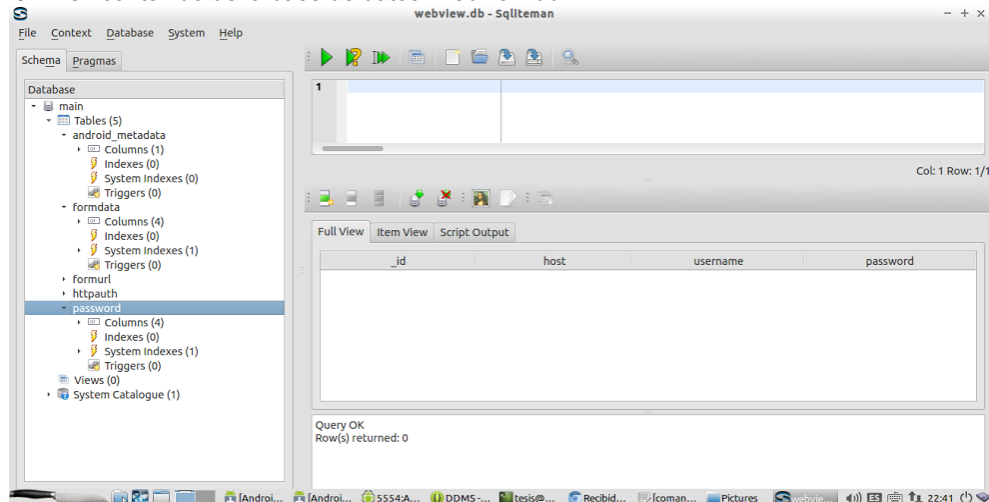 webview.db - Sqliteman
File Context Database System Help
Schema Pragmas
Database
main
Tables (5)
android_metadata
Columns (1)
Indexes (0)
System Indexes (0)
Triggers (0)
formdata
Columns (4)
Indexes (0)
System Indexes (1)
Triggers (0)
formurl
httpauth
password
Columns (4)
Indexes (0)
System Indexes (1)
Triggers (0)
Views (0)
System Catalogue (1)
1
Col: 1 Row: 1/1
Full View Item View Script Output
_id host username password
Query OK
Row(s) returned: 0
[Androi... [Androi... 5554:A... DDMS-... tesis@... Recibid... [coman... Pictures webvie... ES 22:41